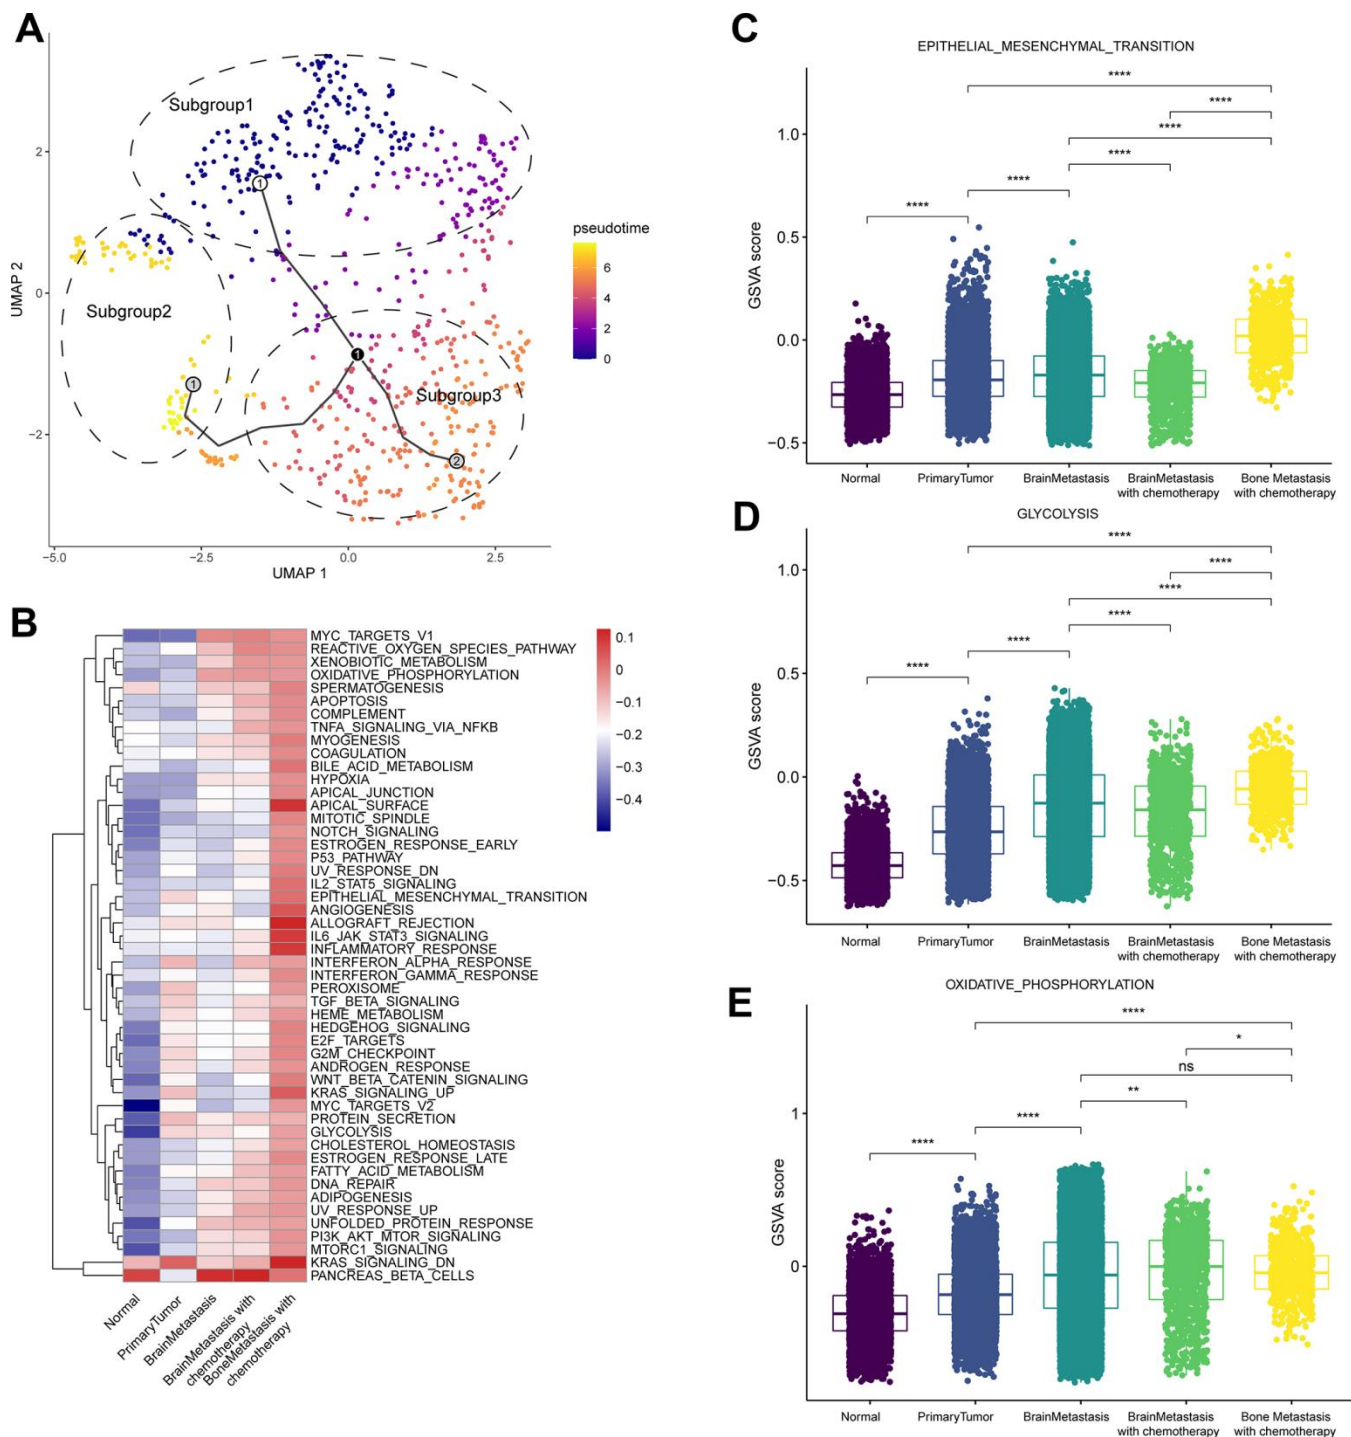 A
Subgroup1
Subgroup2
Subgroup3
1
1
1
2
2
0
−2
UMAP 2
−5.0
−2.5
0.0
2.5
UMAP 1
pseudotime
6
4
2
0
B
MYC_TARGETS_V1
REACTIVE_OXYGEN_SPECIES_PATHWAY
XENOBIOTIC_METABOLISM
OXIDATIVE_PHOSPHORYLATION
SPERMATOGENESIS
APOPTOSIS
COMPLEMENT
TNFA_SIGNALING_VIA_NFKB
MYOGENESIS
COAGULATION
BILE_ACID_METABOLISM
HYPOXIA
APICAL_JUNCTION
APICAL_SURFACE
MITOTIC_SPINDLE
NOTCH_SIGNALING
ESTROGEN_RESPONSE_EARLY
P53_PATHWAY
UV_RESPONSE_DN
IL2_STAT5_SIGNALING
EPITHELIAL_MESENCHYMAL_TRANSITION
ANGIOGENESIS
ALLOGRAFT_REJECTION
IL6_JAK_STAT3_SIGNALING
INFLAMMATORY_RESPONSE
INTERFERON_ALPHA_RESPONSE
INTERFERON_GAMMA_RESPONSE
PEROXISOME
TGF_BETA_SIGNALING
HEME_METABOLISM
HEDGEHOG_SIGNALING
E2F_TARGETS
G2M_CHECKPOINT
ANDROGEN_RESPONSE
WNT_BETA_CATENIN_SIGNALING
KRAS_SIGNALING_UP
MYC_TARGETS_V2
PROTEIN_SECRETION
GLYCOLYSIS
CHOLESTEROL_HOMEOSTASIS
ESTROGEN_RESPONSE_LATE
FATTY_ACID_METABOLISM
DNA_REPAIR
ADIPOGENESIS
UV_RESPONSE_UP
UNFOLDED_PROTEIN_RESPONSE
PI3K_AKT_MTOR_SIGNALING
MTORC1_SIGNALING
KRAS_SIGNALING_DN
PANCREAS_BETA_CELLS
0.1
0
−0.1
−0.2
−0.3
−0.4
Normal
PrimaryTumor
BrainMetastasis
BrainMetastasis with
chemotherapy
BoneMetastasis with
chemotherapy
C
EPITHELIAL_MESENCHYMAL_TRANSITION
****
****
****
****
****
****
1.0
0.5
0.0
−0.5
GSVA score
Normal
PrimaryTumor
BrainMetastasis
BrainMetastasis
with chemotherapy
Bone Metastasis
with chemotherapy
D
GLYCOLYSIS
****
****
****
****
****
****
1.0
0.5
0.0
−0.5
GSVA score
Normal
PrimaryTumor
BrainMetastasis
BrainMetastasis
with chemotherapy
Bone Metastasis
with chemotherapy
E
OXIDATIVE_PHOSPHORYLATION
****
*
ns
**
****
****
1
0
GSVA score
Normal
PrimaryTumor
BrainMetastasis
BrainMetastasis
with chemotherapy
Bone Metastasis
with chemotherapy